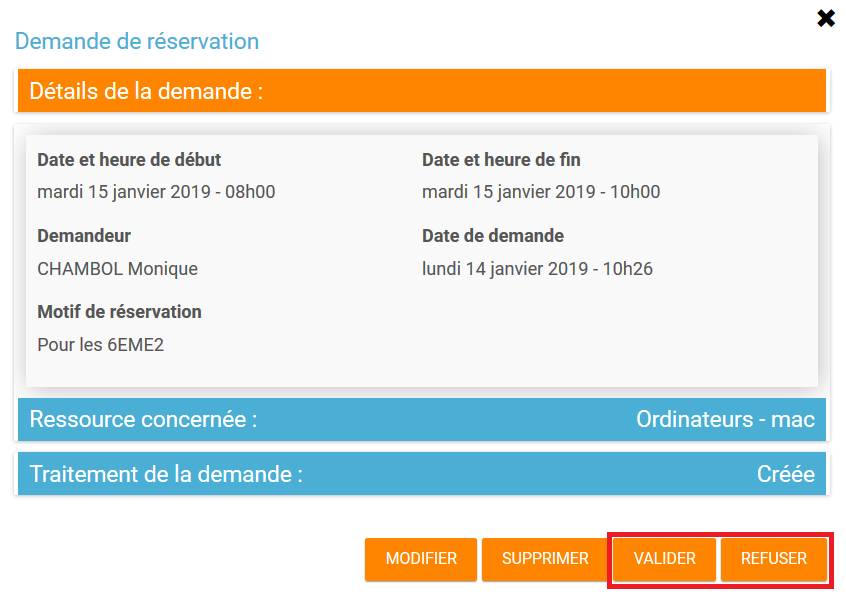 Demande de réservation
Détails de la demande :
Date et heure de début
Date et heure de fin
mardi 15 janvier 2019 - 08h00
mardi 15 janvier 2019 - 10h00
Demandeur
Date de demande
CHAMBOL Monique
lundi 14 janvier 2019 - 10h26
Motif de réservation
Pour les 6EME2
Ressource concernée : Ordinateurs - mac
Traitement de la demande : Créée
MODIFIER SUPPRIMER VALIDER REFUSER